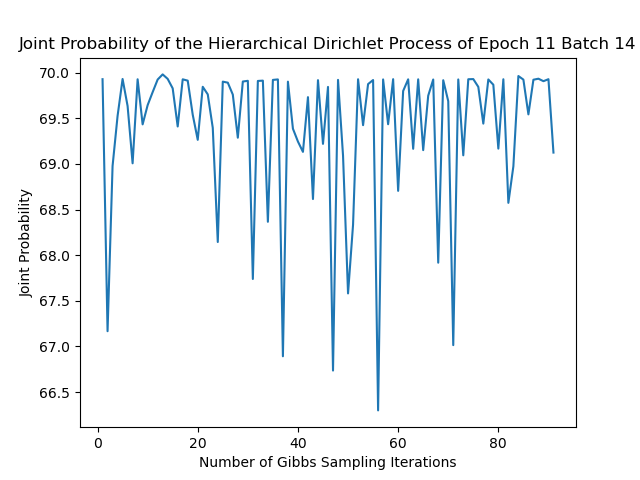 Joint Probability of the Hierarchical Dirichlet Process of Epoch 11 Batch 14
70.0
69.5
69.0
68.5
68.0
67.5
67.0
66.5
Joint Probability
0 20 40 60 80
Number of Gibbs Sampling Iterations